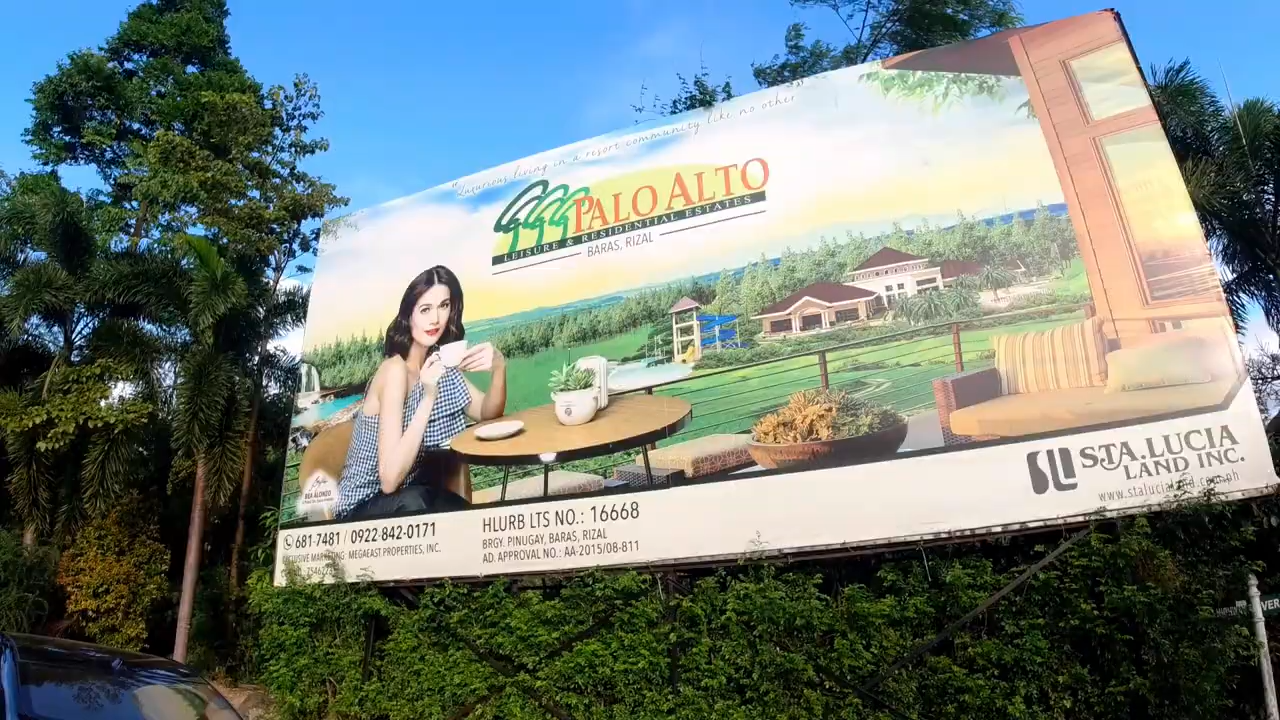 "Luxurious living in a resort community like no other"
PALO ALTO
LEISURE & RESIDENTIAL ESTATES
BARAS, RIZAL
BEA ALONZO
681-7481 / 0922-842-0171
MARKETING: MEGAEAST PROPERTIES, INC.
HLURB LTS NO.: 16668
BRGY. PINUGAY, BARAS, RIZAL
AD. APPROVAL NO.: AA-2015/08-811
SLI
STA. LUCIA
LAND INC.
www.stalucialand.com.ph